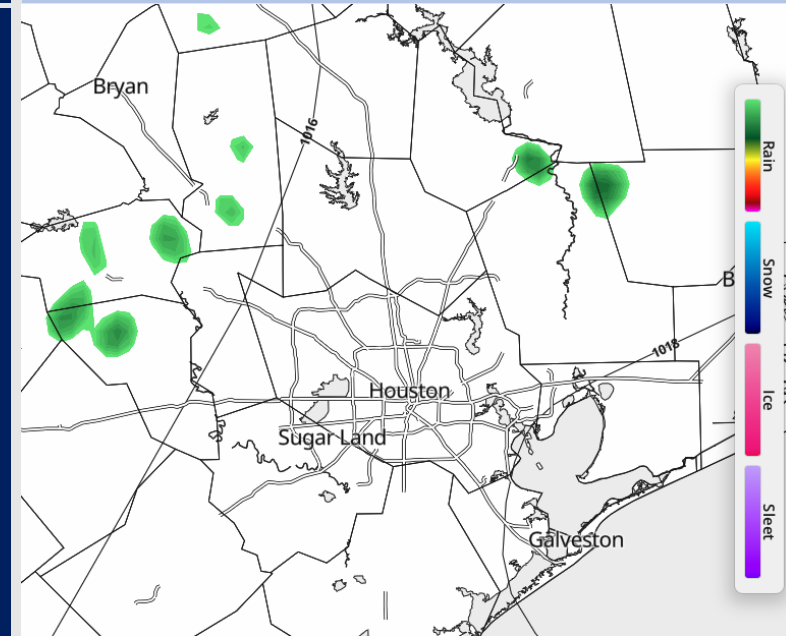 Bryan
1016
Rain
Snow
B
1018
Houston
Ice
Sugar Land
Sleet
Galveston